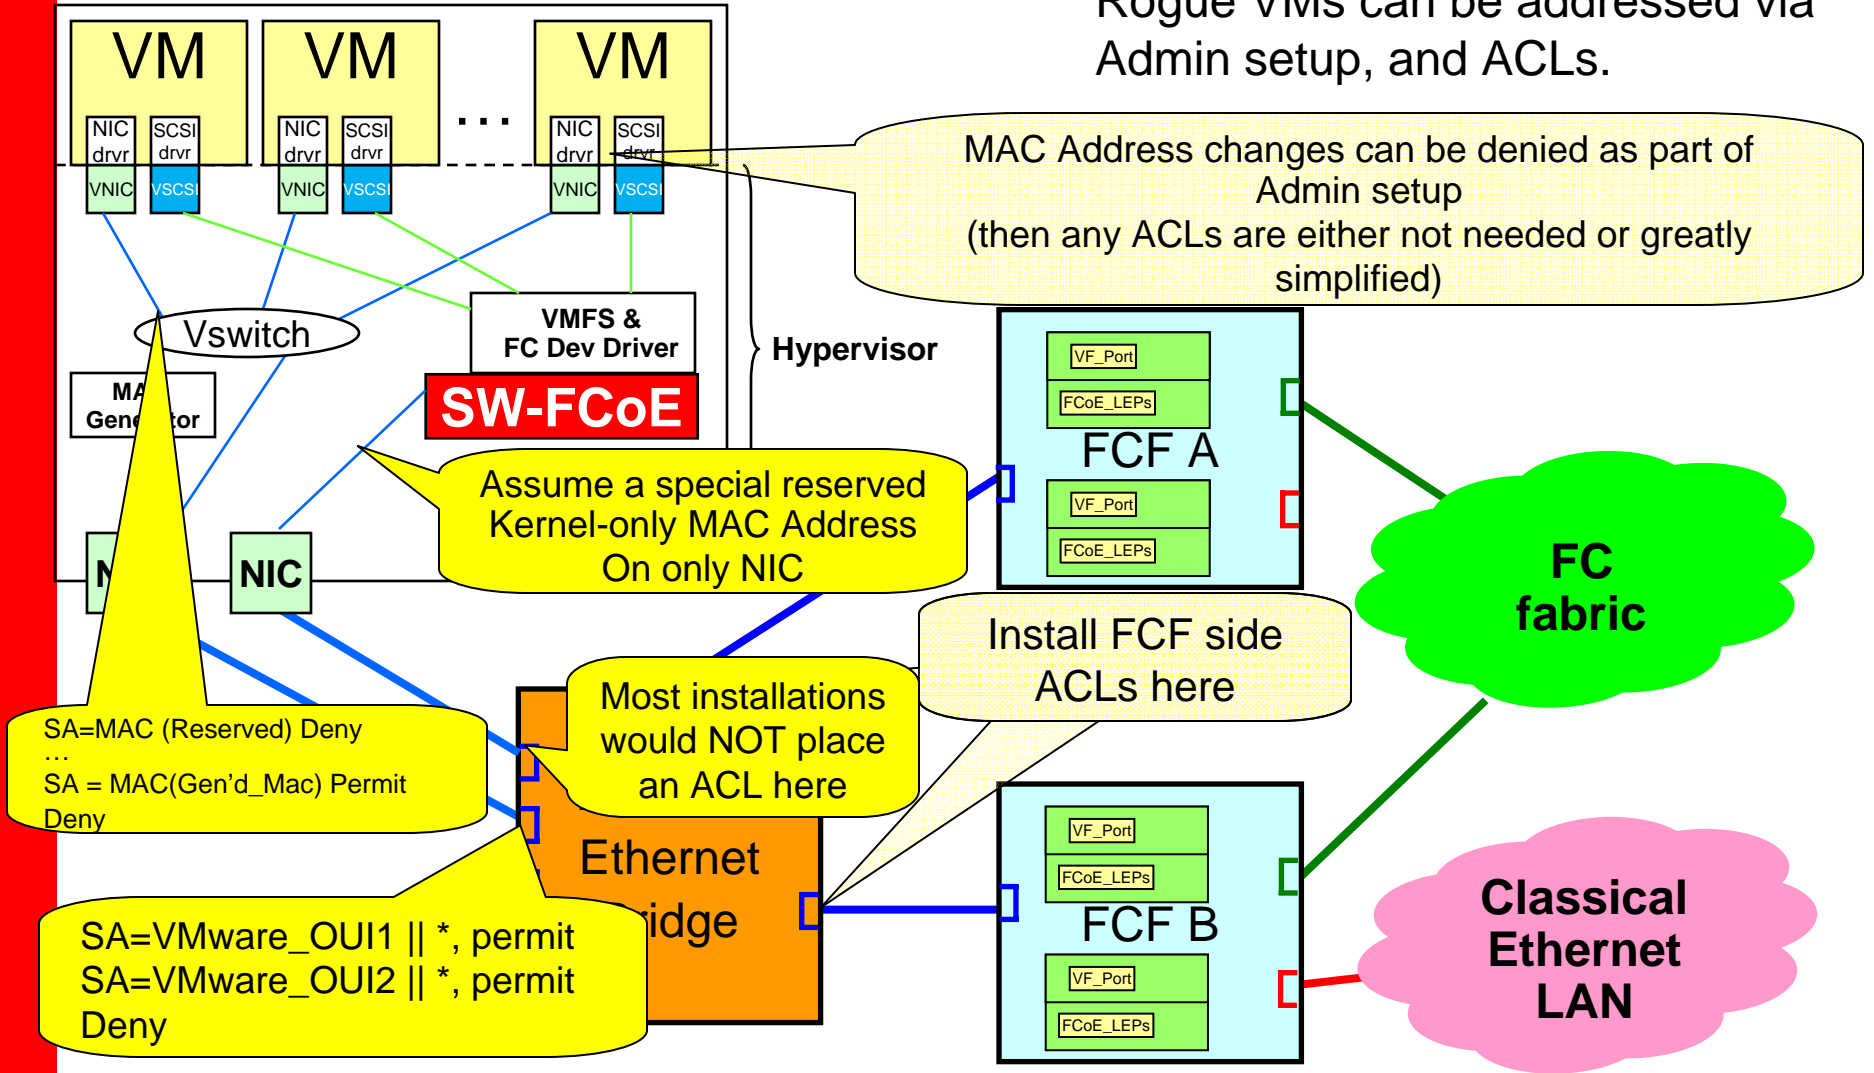 Rogue VMs can be addressed via
Admin setup, and ACLs.
VM
VM
VM
NIC
drvr
SCSI
drvr
NIC
drvr
SCSI
drvr
...
NIC
drvr
SCSI
drvr
VNIC
VSCSI
VNIC
VSCSI
VNIC
VSCSI
MAC Address changes can be denied as part of
Admin setup
(then any ACLs are either not needed or greatly
simplified)
Vswitch
VMFS &
FC Dev Driver
Hypervisor
SW-FCoE
Assume a special reserved
Kernel-only MAC Address
On only NIC
NIC
VF_Port
FCoE_LEPs
FCF A
VF_Port
FCoE_LEPs
FC
fabric
Install FCF side
ACLs here
Most installations
would NOT place
an ACL here
SA=MAC (Reserved) Deny
…
SA = MAC(Gen'd_Mac) Permit
Deny
Ethernet
Bridge
SA=VMware_OUI1 || *, permit
SA=VMware_OUI2 || *, permit
Deny
VF_Port
FCoE_LEPs
FCF B
VF_Port
FCoE_LEPs
Classical
Ethernet
LAN